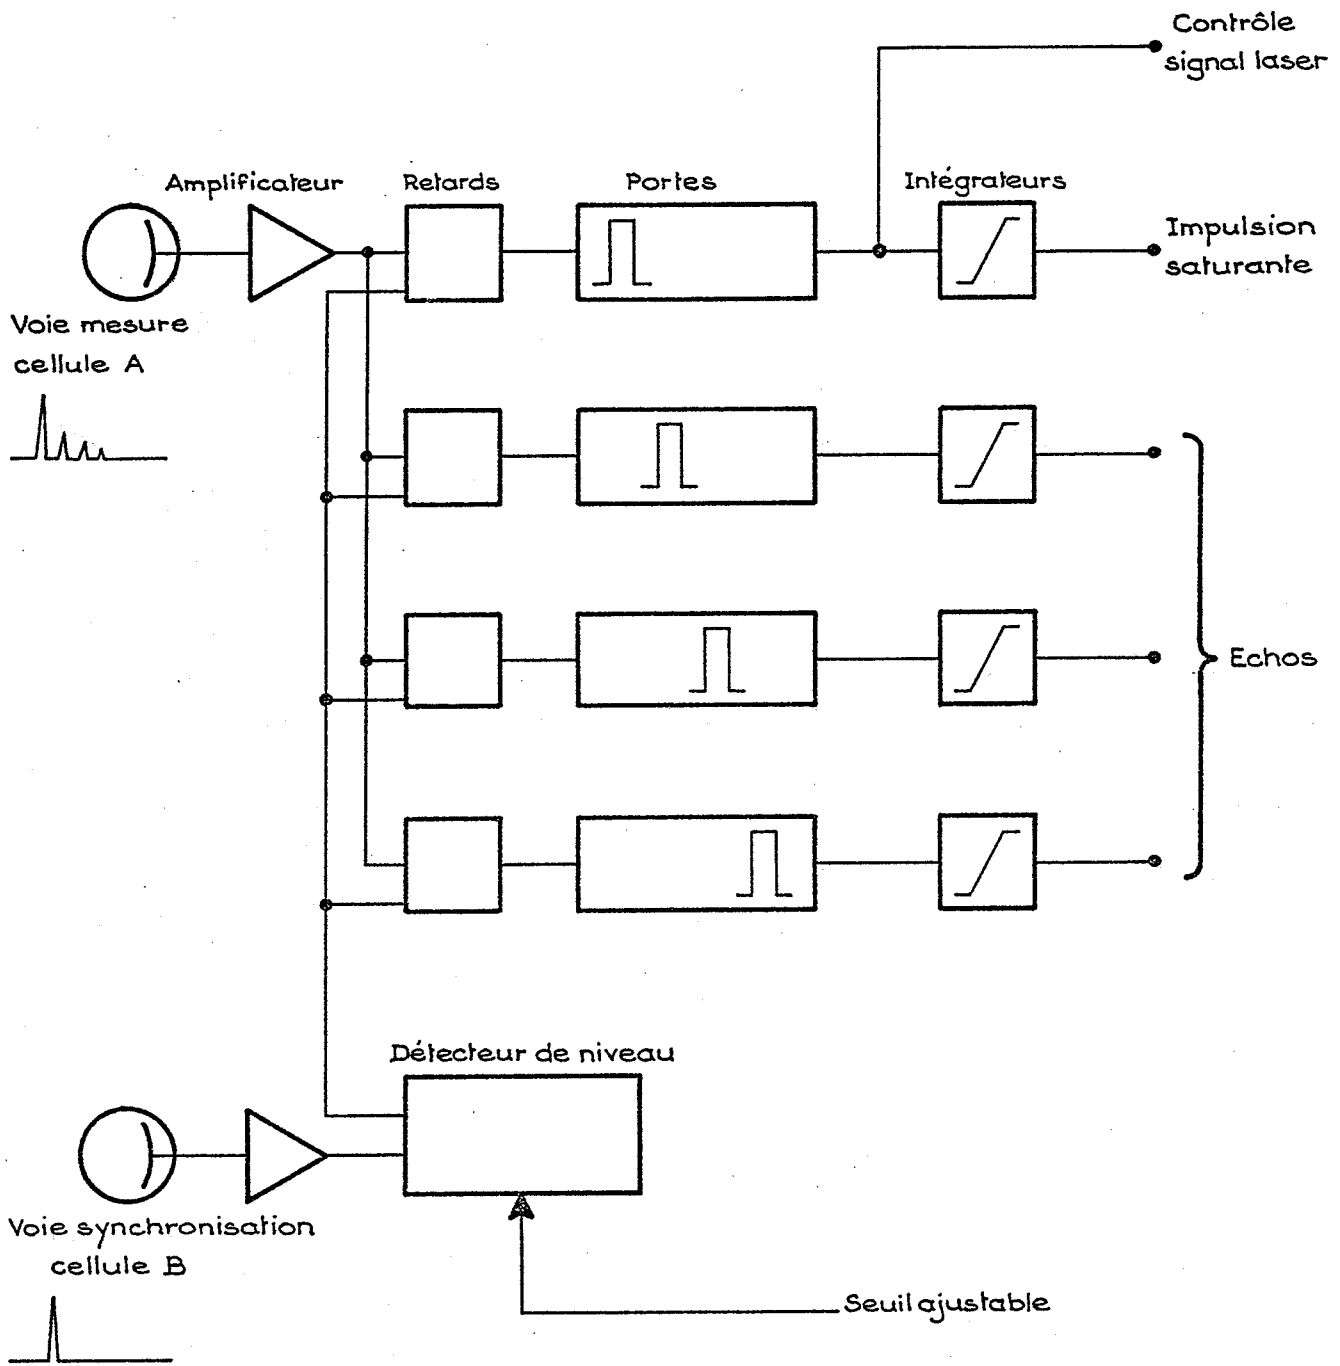 Contrôle
signal laser
Amplificateur
Retards
Portes
Intégrateurs
Impulsion
saturante
Voie mesure
cellule A
Echos
Détecteur de niveau
Voie synchronisation
cellule B
Seuil ajustable